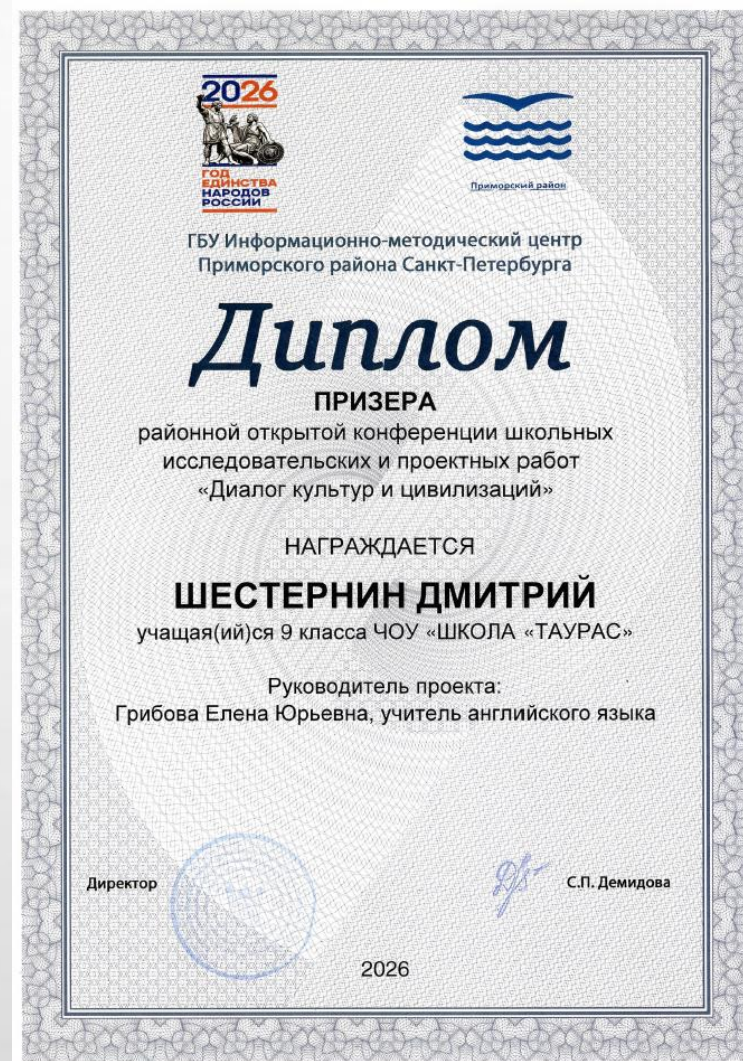 2026
ГОД
ЕДИНСТВА
НАРОДОВ
РОССИИ
Приморский район
ГБУ Информационно-методический центр
Приморского района Санкт-Петербурга
Диплом
ПРИЗЕРА
районной открытой конференции школьных
исследовательских и проектных работ
«Диалог культур и цивилизаций»
НАГРАЖДАЕТСЯ
ШЕСТЕРНИН ДМИТРИЙ
учащая(ий)ся 9 класса ЧОУ «ШКОЛА «ТАУРАС»
Руководитель проекта:
Грибова Елена Юрьевна, учитель английского языка
Директор
С.П. Демидова
2026